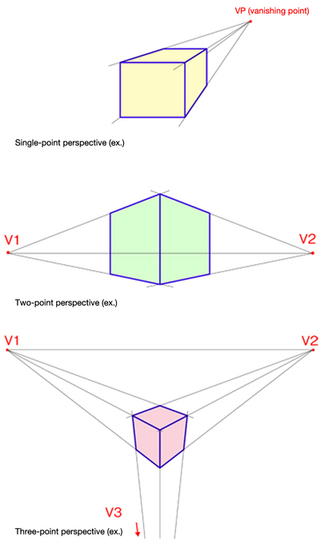 VP (vanishing point)
Single-point perspective (ex.)
V1
V2
Two-point perspective (ex.)
V1
V2
V3
Three-point perspective (ex.)